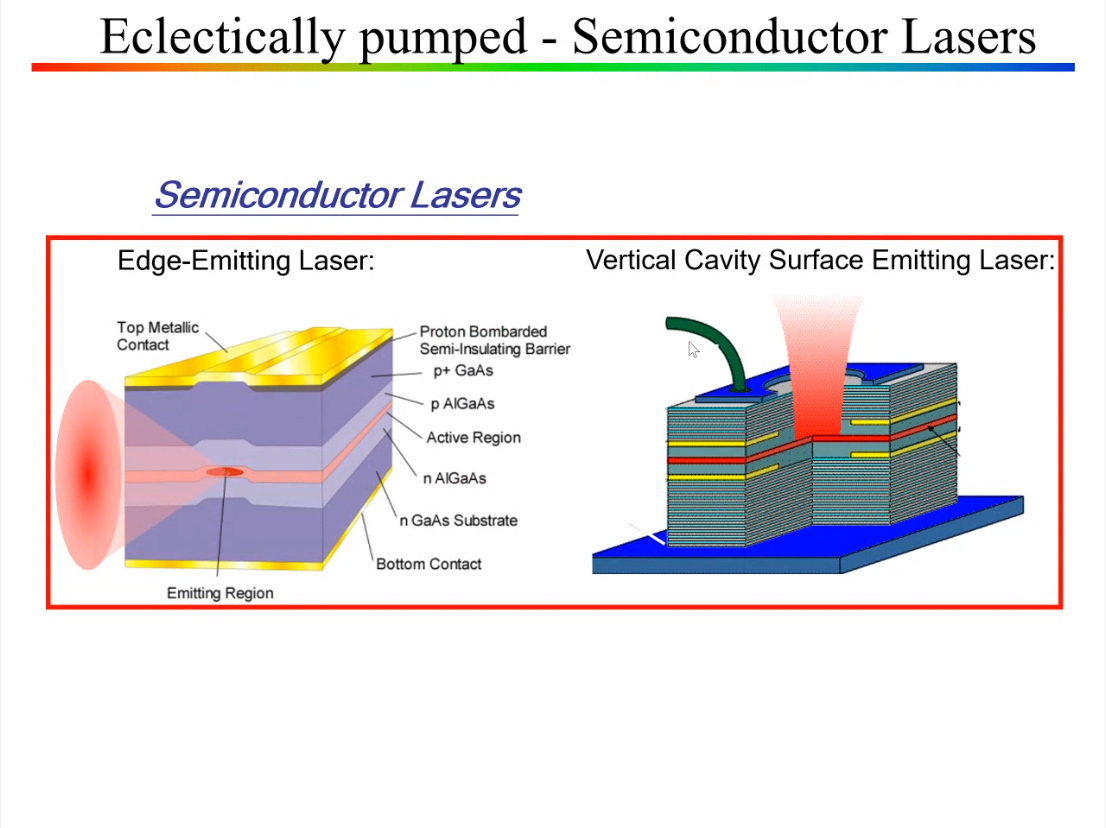 Eclectically pumped - Semiconductor Lasers
Semiconductor Lasers
Edge-Emitting Laser:
Vertical Cavity Surface Emitting Laser:
Top Metallic
Contact
Proton Bombarded
Semi-Insulating Barrier
p+ GaAs
p AlGaAs
Active Region
n AlGaAs
n GaAs Substrate
Bottom Contact
Emitting Region